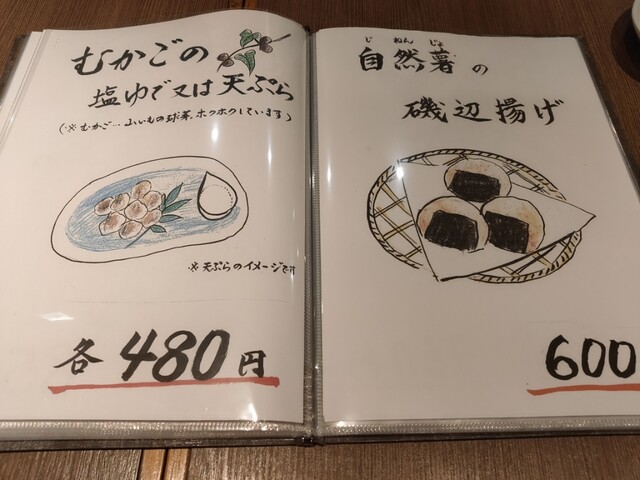 むかごの
塩ゆで又は天ぷら
(※むかご…山いもの球芽。ホクホクしています)
※天ぷらのイメージです
各480円
じねんじょ
自然薯の
磯辺揚げ
600